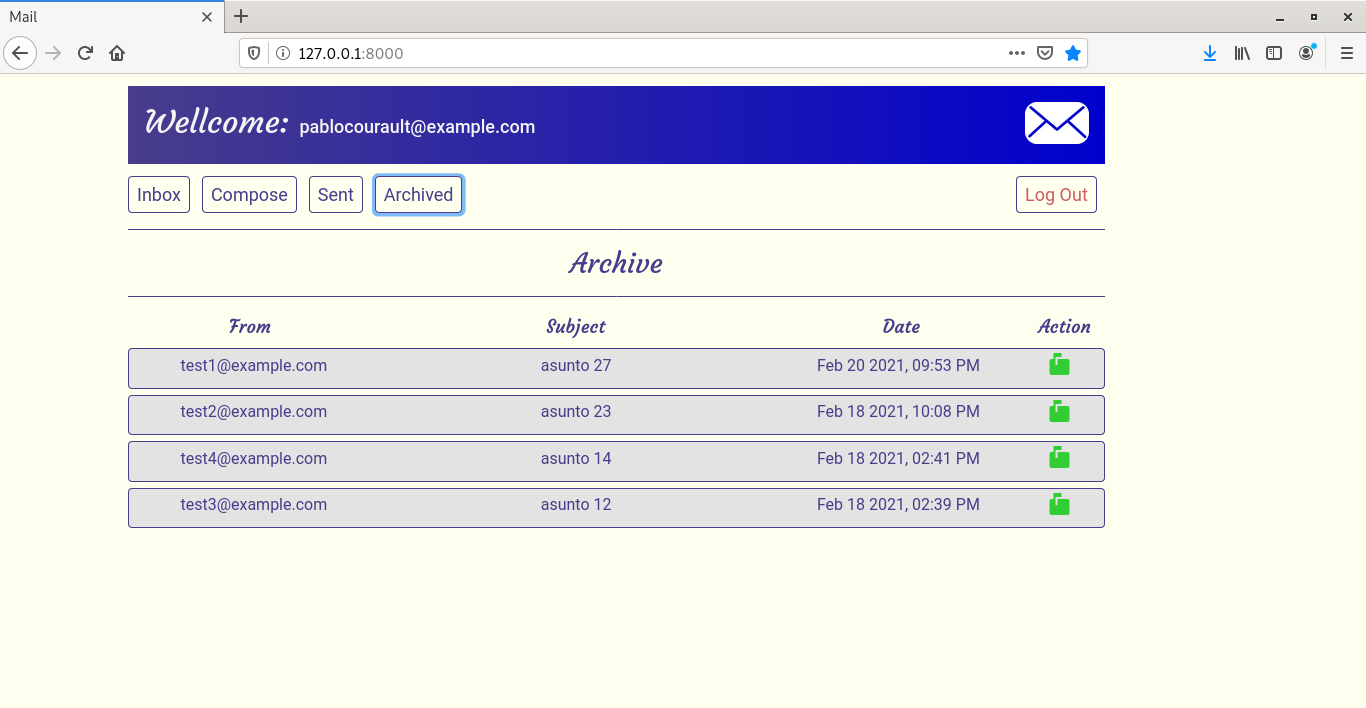 Mail
127.0.0.1:8000
Wellcome: pablocourault@example.com
Inbox Compose Sent Archived Log Out
Archive
From Subject Date Action
test1@example.com asunto 27 Feb 20 2021, 09:53 PM
test2@example.com asunto 23 Feb 18 2021, 10:08 PM
test4@example.com asunto 14 Feb 18 2021, 02:41 PM
test3@example.com asunto 12 Feb 18 2021, 02:39 PM